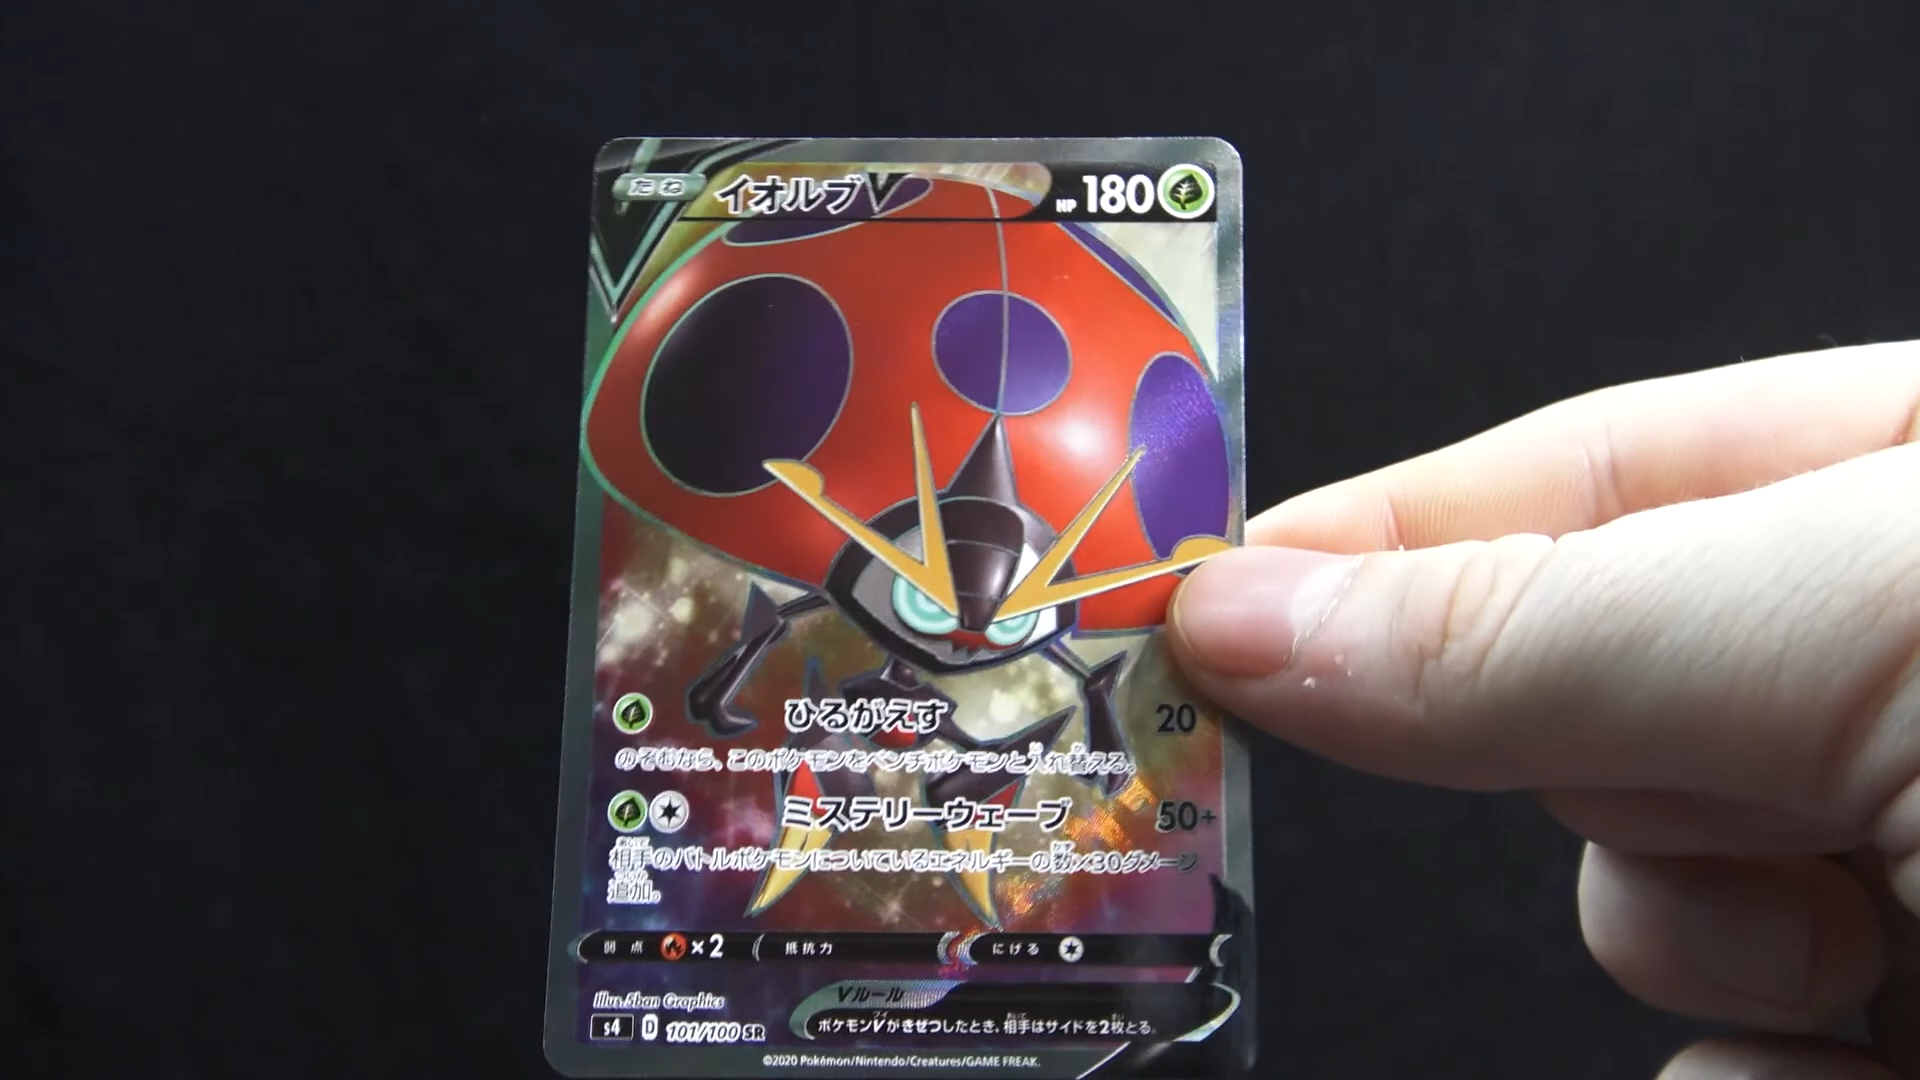 たね イオルブV HP 180
ひるがえす 20
のぞむなら、このポケモンをベンチポケモンと入れ替える。
ミステリーウェーブ 50+
相手のバトルポケモンについているエネルギーの数×30ダメージ
追加。
弱点 ×2 抵抗力 にげる
Illus. 5ban Graphics
Vルール
s4 D 101/100 SR
ポケモンVがきぜつしたとき、相手はサイドを2枚とる。
©2020 Pokémon/Nintendo/Creatures/GAME FREAK.